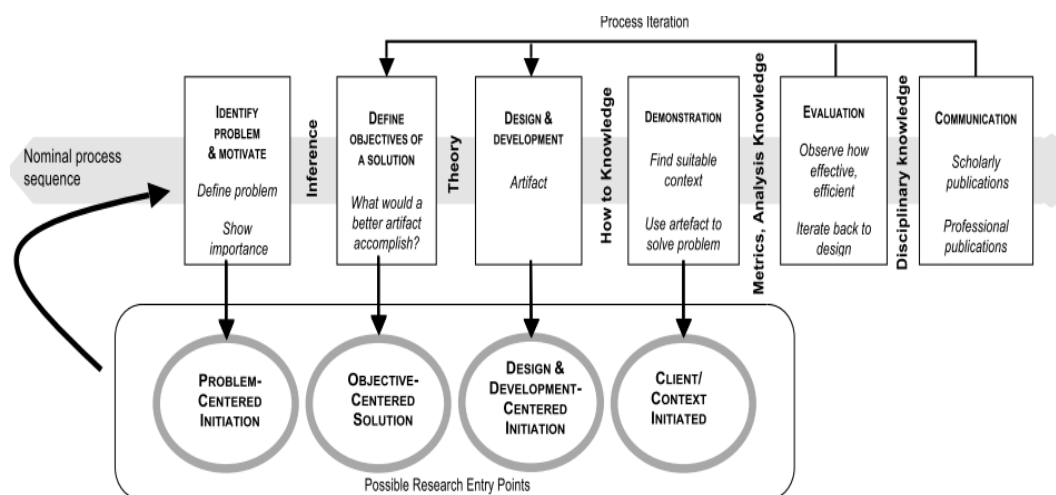 Process Iteration
Nominal process
sequence
IDENTIFY
PROBLEM
& MOTIVATE
Define problem
Show
importance
Inference
DEFINE
OBJECTIVES OF
A SOLUTION
What would a
better artifact
accomplish?
Theory
DESIGN &
DEVELOPMENT
Artifact
How to Knowledge
DEMONSTRATION
Find suitable
context
Use artefact to
solve problem
Metrics, Analysis Knowledge
EVALUATION
Observe how
effective,
efficient
Iterate back to
design
Disciplinary knowledge
COMMUNICATION
Scholarly
publications
Professional
publications
PROBLEM-
CENTERED
INITIATION
OBJECTIVE-
CENTERED
SOLUTION
DESIGN &
DEVELOPMENT-
CENTERED
INITIATION
CLIENT/
CONTEXT
INITIATED
Possible Research Entry Points